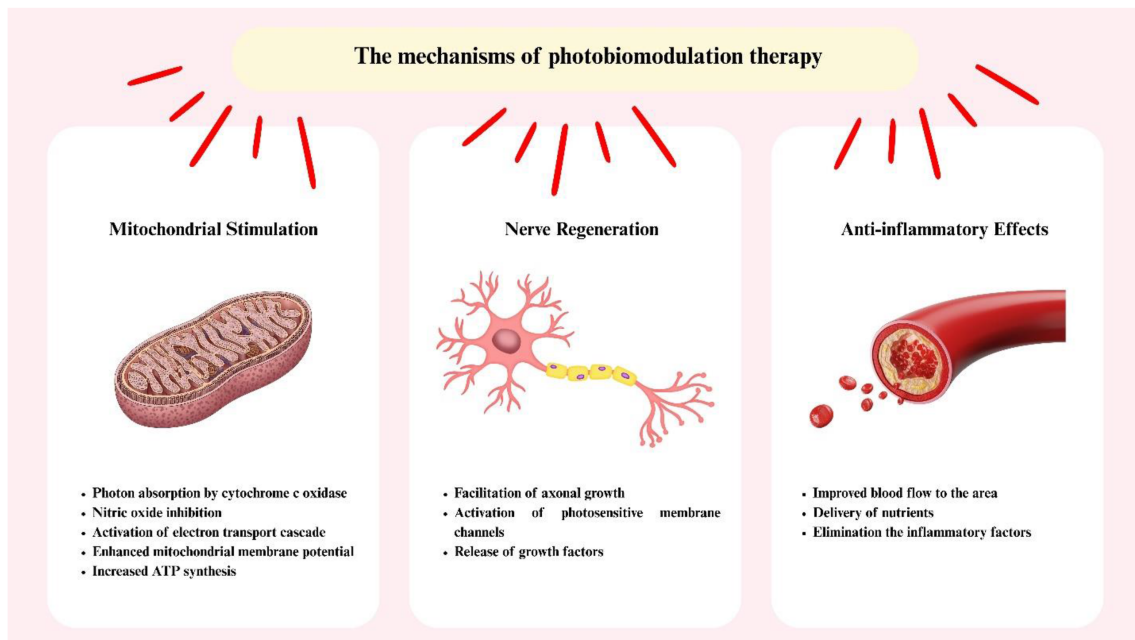 The mechanisms of photobiomodulation therapy
Mitochondrial Stimulation
• Photon absorption by cytochrome c oxidase
• Nitric oxide inhibition
• Activation of electron transport cascade
• Enhanced mitochondrial membrane potential
• Increased ATP synthesis
Nerve Regeneration
• Facilitation of axonal growth
• Activation of photosensitive membrane
channels
• Release of growth factors
Anti-inflammatory Effects
• Improved blood flow to the area
• Delivery of nutrients
• Elimination the inflammatory factors